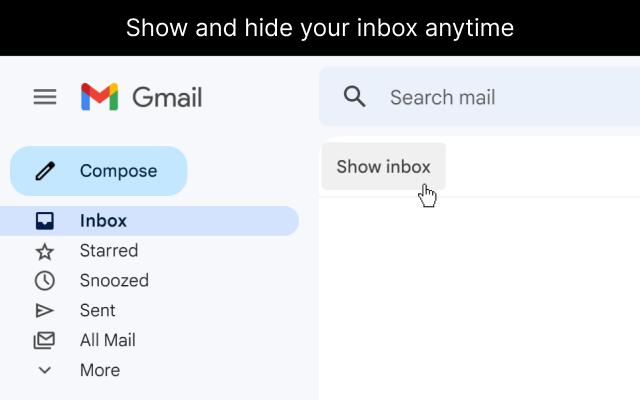 Show and hide your inbox anytime
Gmail
Search mail
Compose
Show inbox
Inbox
Starred
Snoozed
Sent
All Mail
More